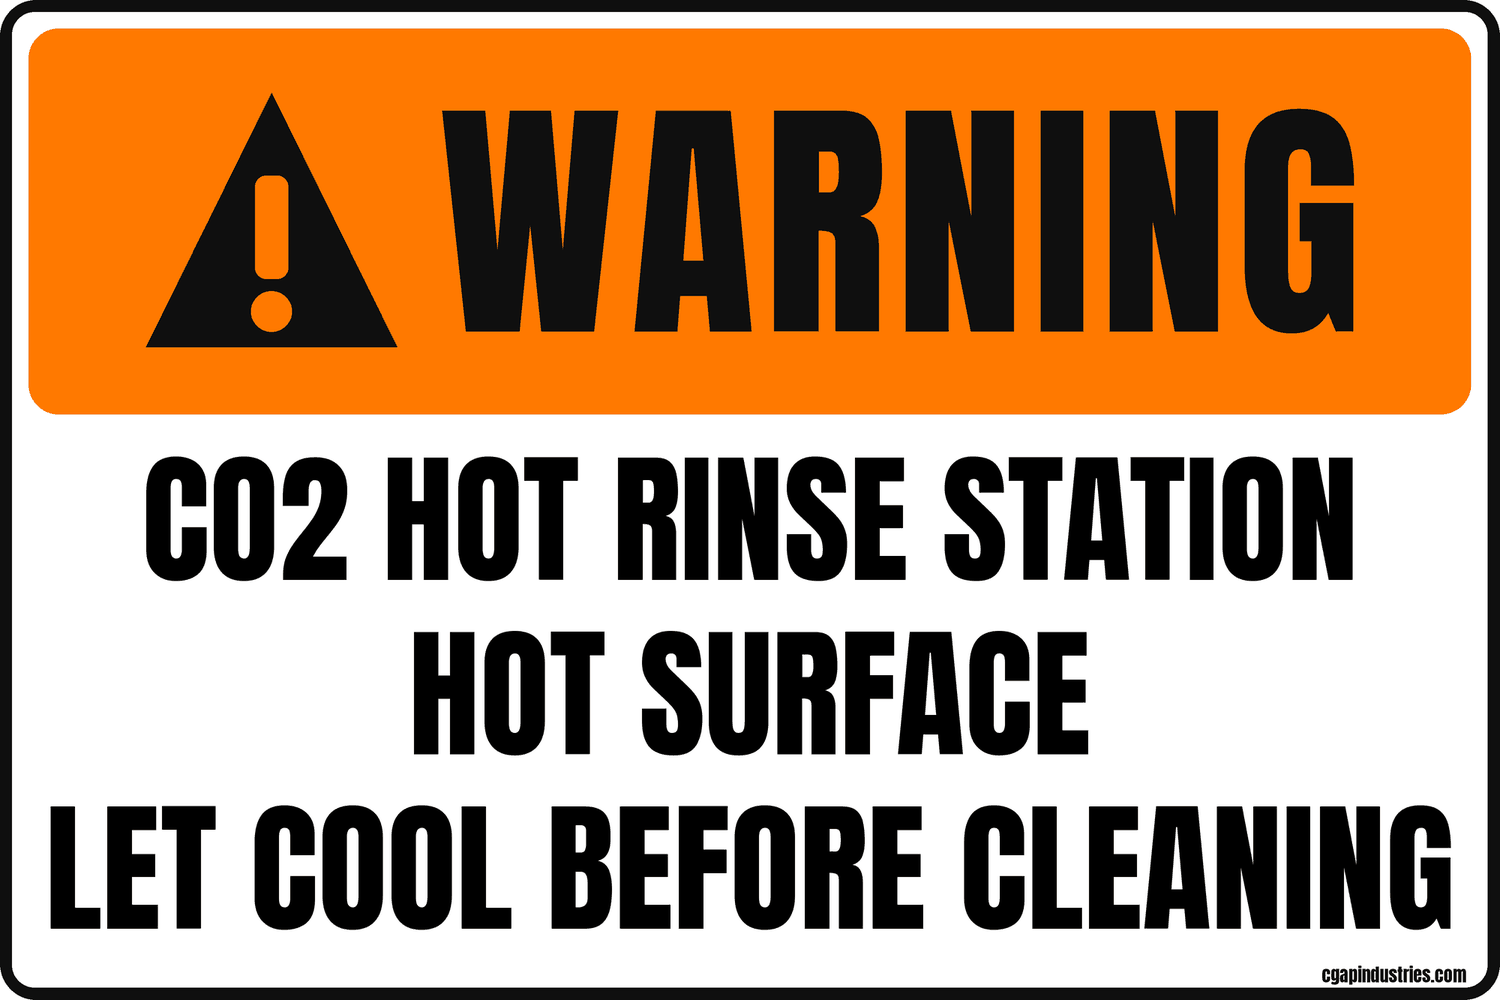 WARNING
CO2 HOT RINSE STATION
HOT SURFACE
LET COOL BEFORE CLEANING
cgapindustries.com